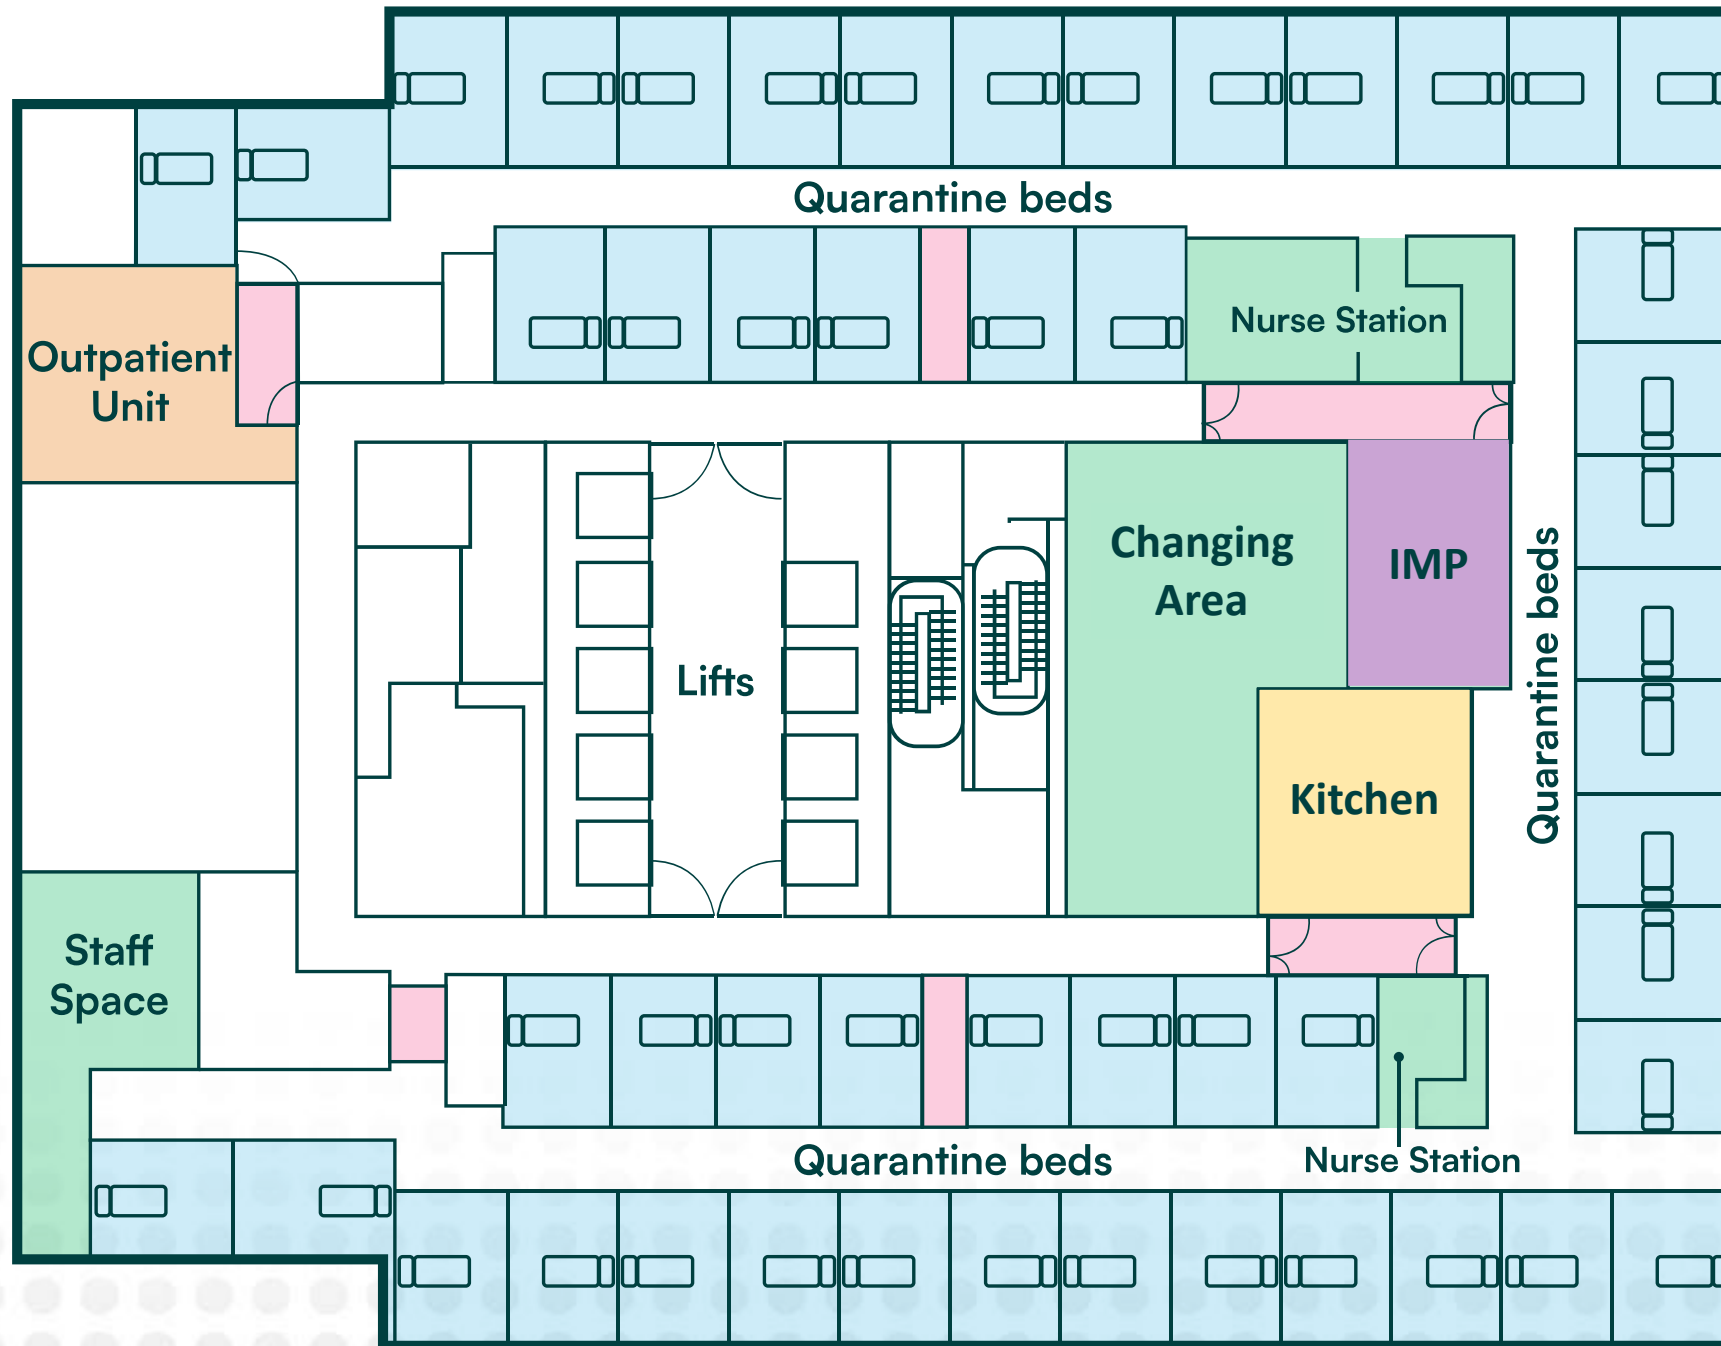 Quarantine beds
Nurse Station
Outpatient
Unit
Changing
Area
IMP
Lifts
Quarantine beds
Kitchen
Staff
Space
Quarantine beds
Nurse Station